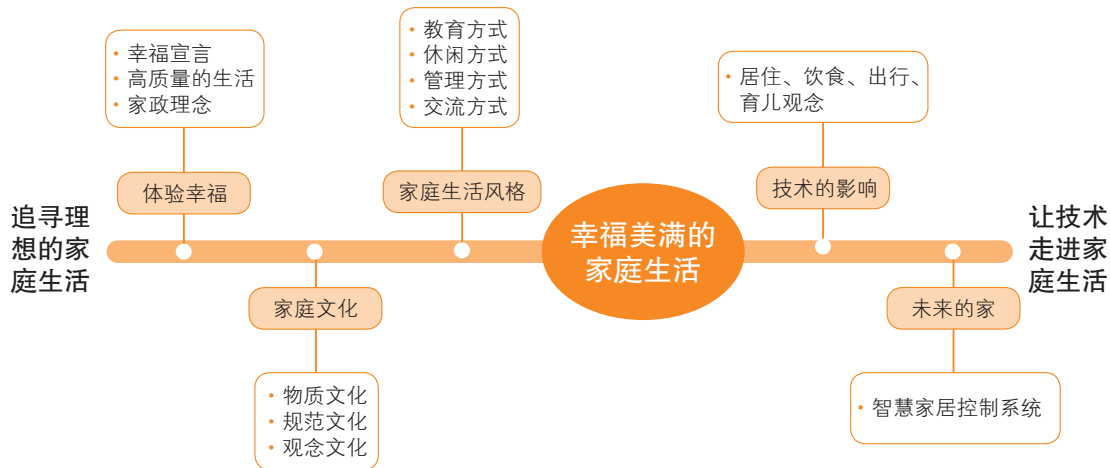 追寻理
想的家
庭生活
• 幸福宣言
• 高质量的生活
• 家政理念
体验幸福
家庭文化
• 物质文化
• 规范文化
• 观念文化
• 教育方式
• 休闲方式
• 管理方式
• 交流方式
家庭生活风格
幸福美满的
家庭生活
• 居住、饮食、出行、
育儿观念
技术的影响
未来的家
• 智慧家居控制系统
让技术
走进家
庭生活